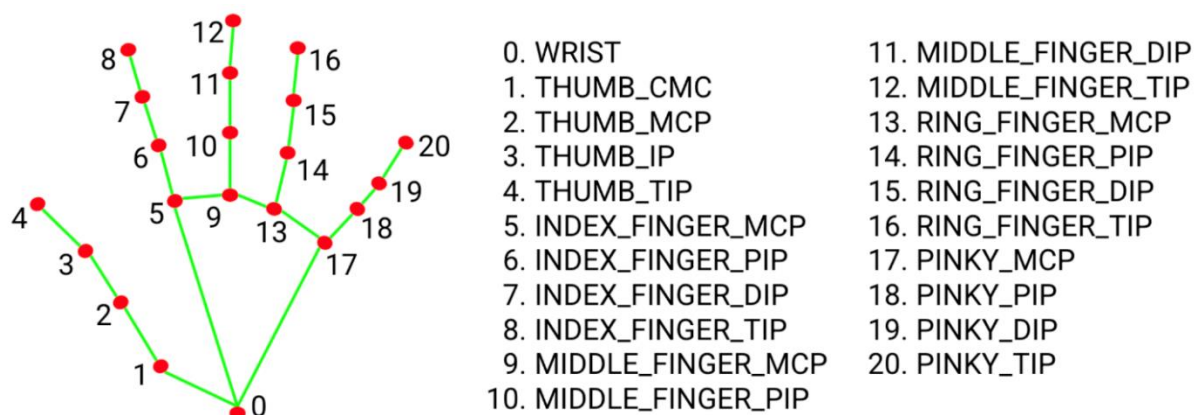 12
8
16
11
7
15
10
20
6
14
19
4
5
9
18
13
3
17
2
1
0
0. WRIST
1. THUMB_CMC
2. THUMB_MCP
3. THUMB_IP
4. THUMB_TIP
5. INDEX_FINGER_MCP
6. INDEX_FINGER_PIP
7. INDEX_FINGER_DIP
8. INDEX_FINGER_TIP
9. MIDDLE_FINGER_MCP
10. MIDDLE_FINGER_PIP
11. MIDDLE_FINGER_DIP
12. MIDDLE_FINGER_TIP
13. RING_FINGER_MCP
14. RING_FINGER_PIP
15. RING_FINGER_DIP
16. RING_FINGER_TIP
17. PINKY_MCP
18. PINKY_PIP
19. PINKY_DIP
20. PINKY_TIP